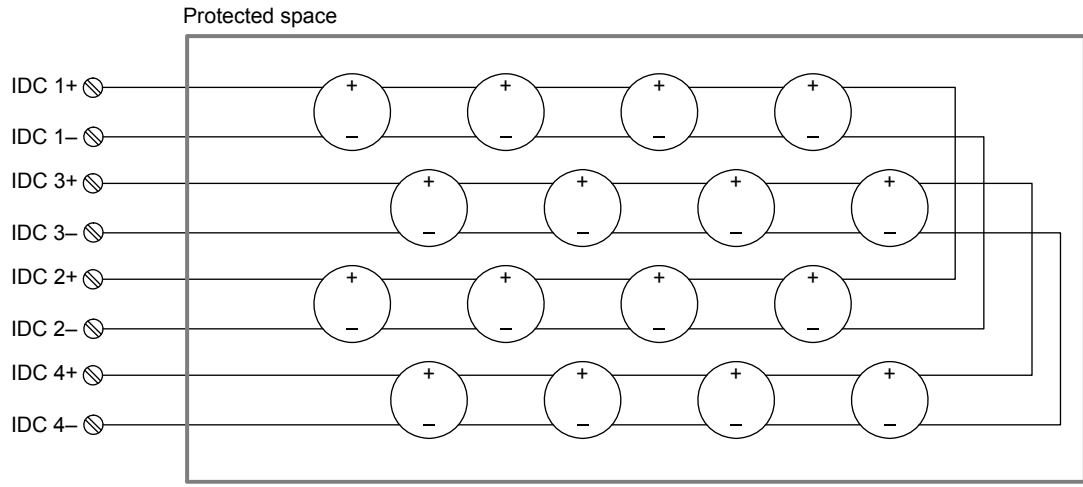 Protected space
IDC 1+
+ + + +
IDC 1–
– – – –
IDC 3+
+ + + +
IDC 3–
– – – –
IDC 2+
+ + + +
IDC 2–
– – – –
IDC 4+
+ + + +
IDC 4–
– – – –